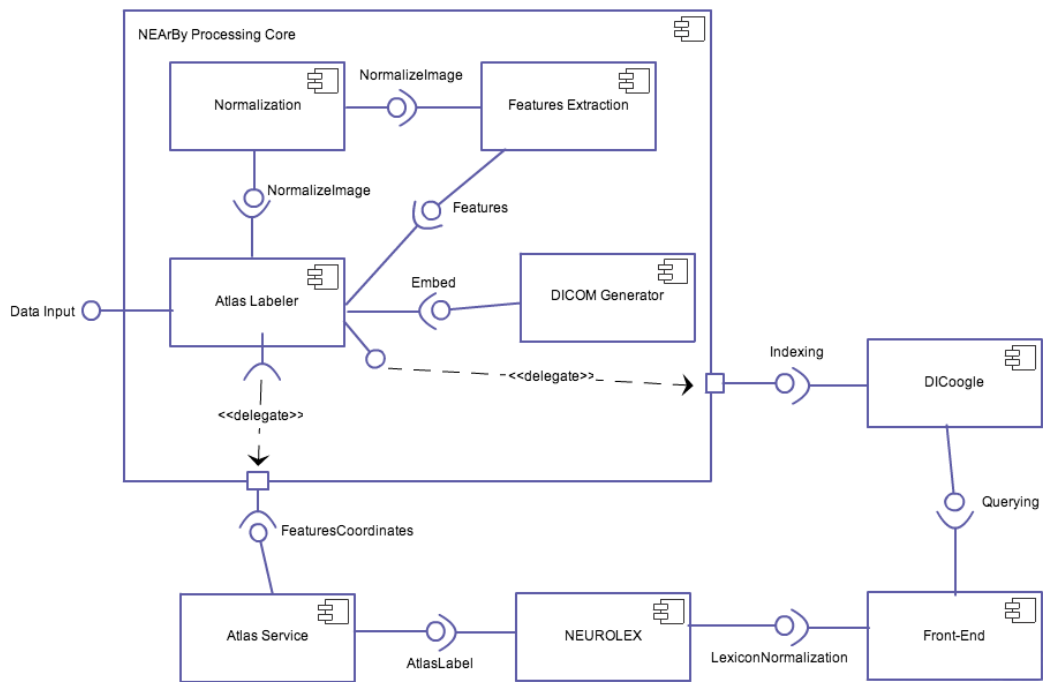 NEArBy Processing Core
NormalizeImage
Normalization
Features Extraction
NormalizeImage
Features
Embed
Atlas Labeler
DICOM Generator
Data Input
Indexing
<<delegate>>
DICoogle
<<delegate>>
Querying
FeaturesCoordinates
Atlas Service
NEUROLEX
Front-End
AtlasLabel
LexiconNormalization